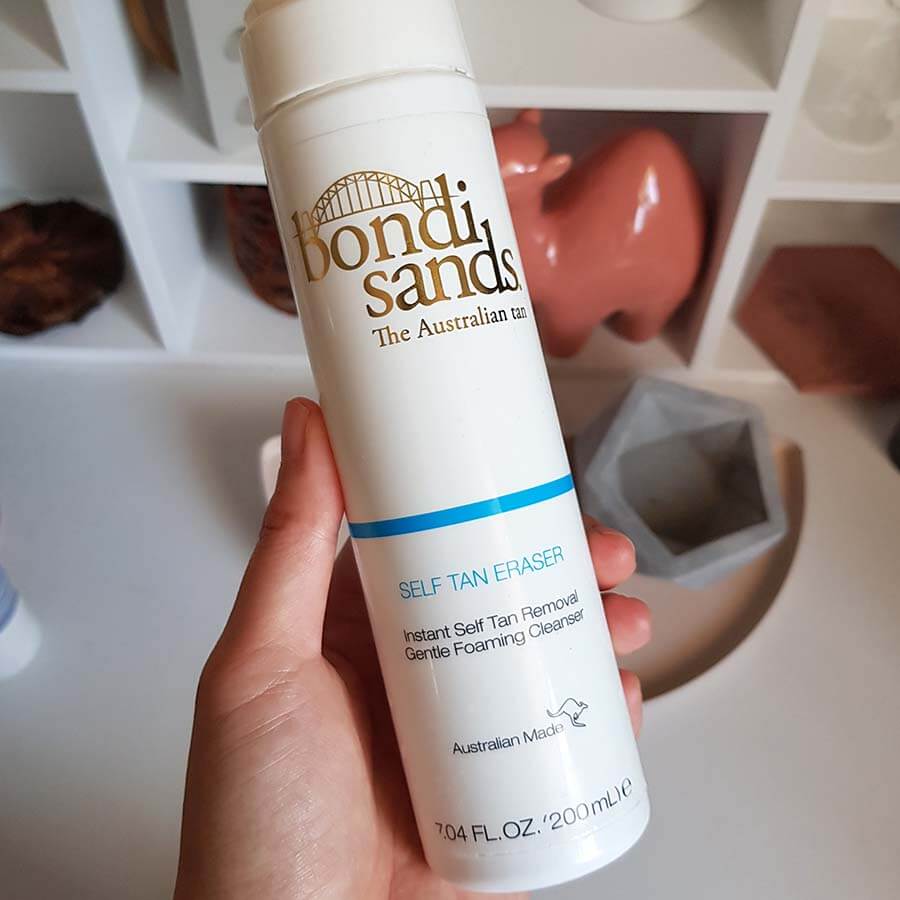 bondi
sands
The Australian tan
SELF TAN ERASER
Instant Self Tan Removal
Gentle Foaming Cleanser
Australian Made
7.04 FL.OZ. / 200 mL ℮